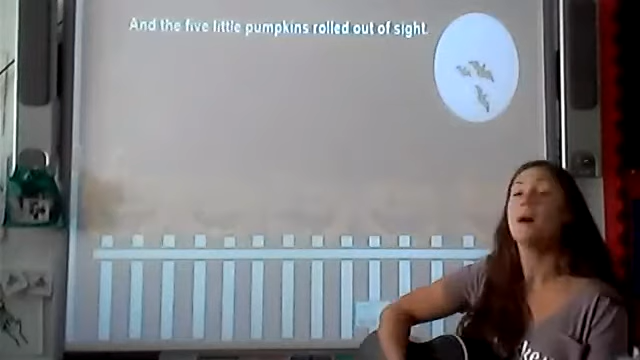 And the five little pumpkins rolled out of sight.